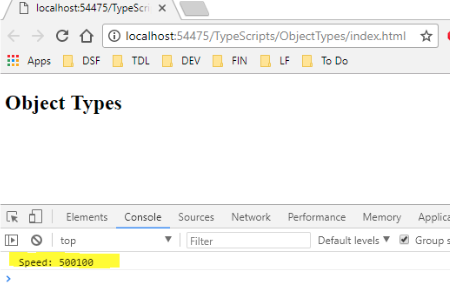 localhost:54475/TypeScri
localhost:54475/TypeScripts/ObjectTypes/index.html
Apps DSF TDL DEV FIN LF To Do
Object Types
Elements Console Sources Network Performance Memory Applica
top Filter Default levels Group s
Speed: 500100